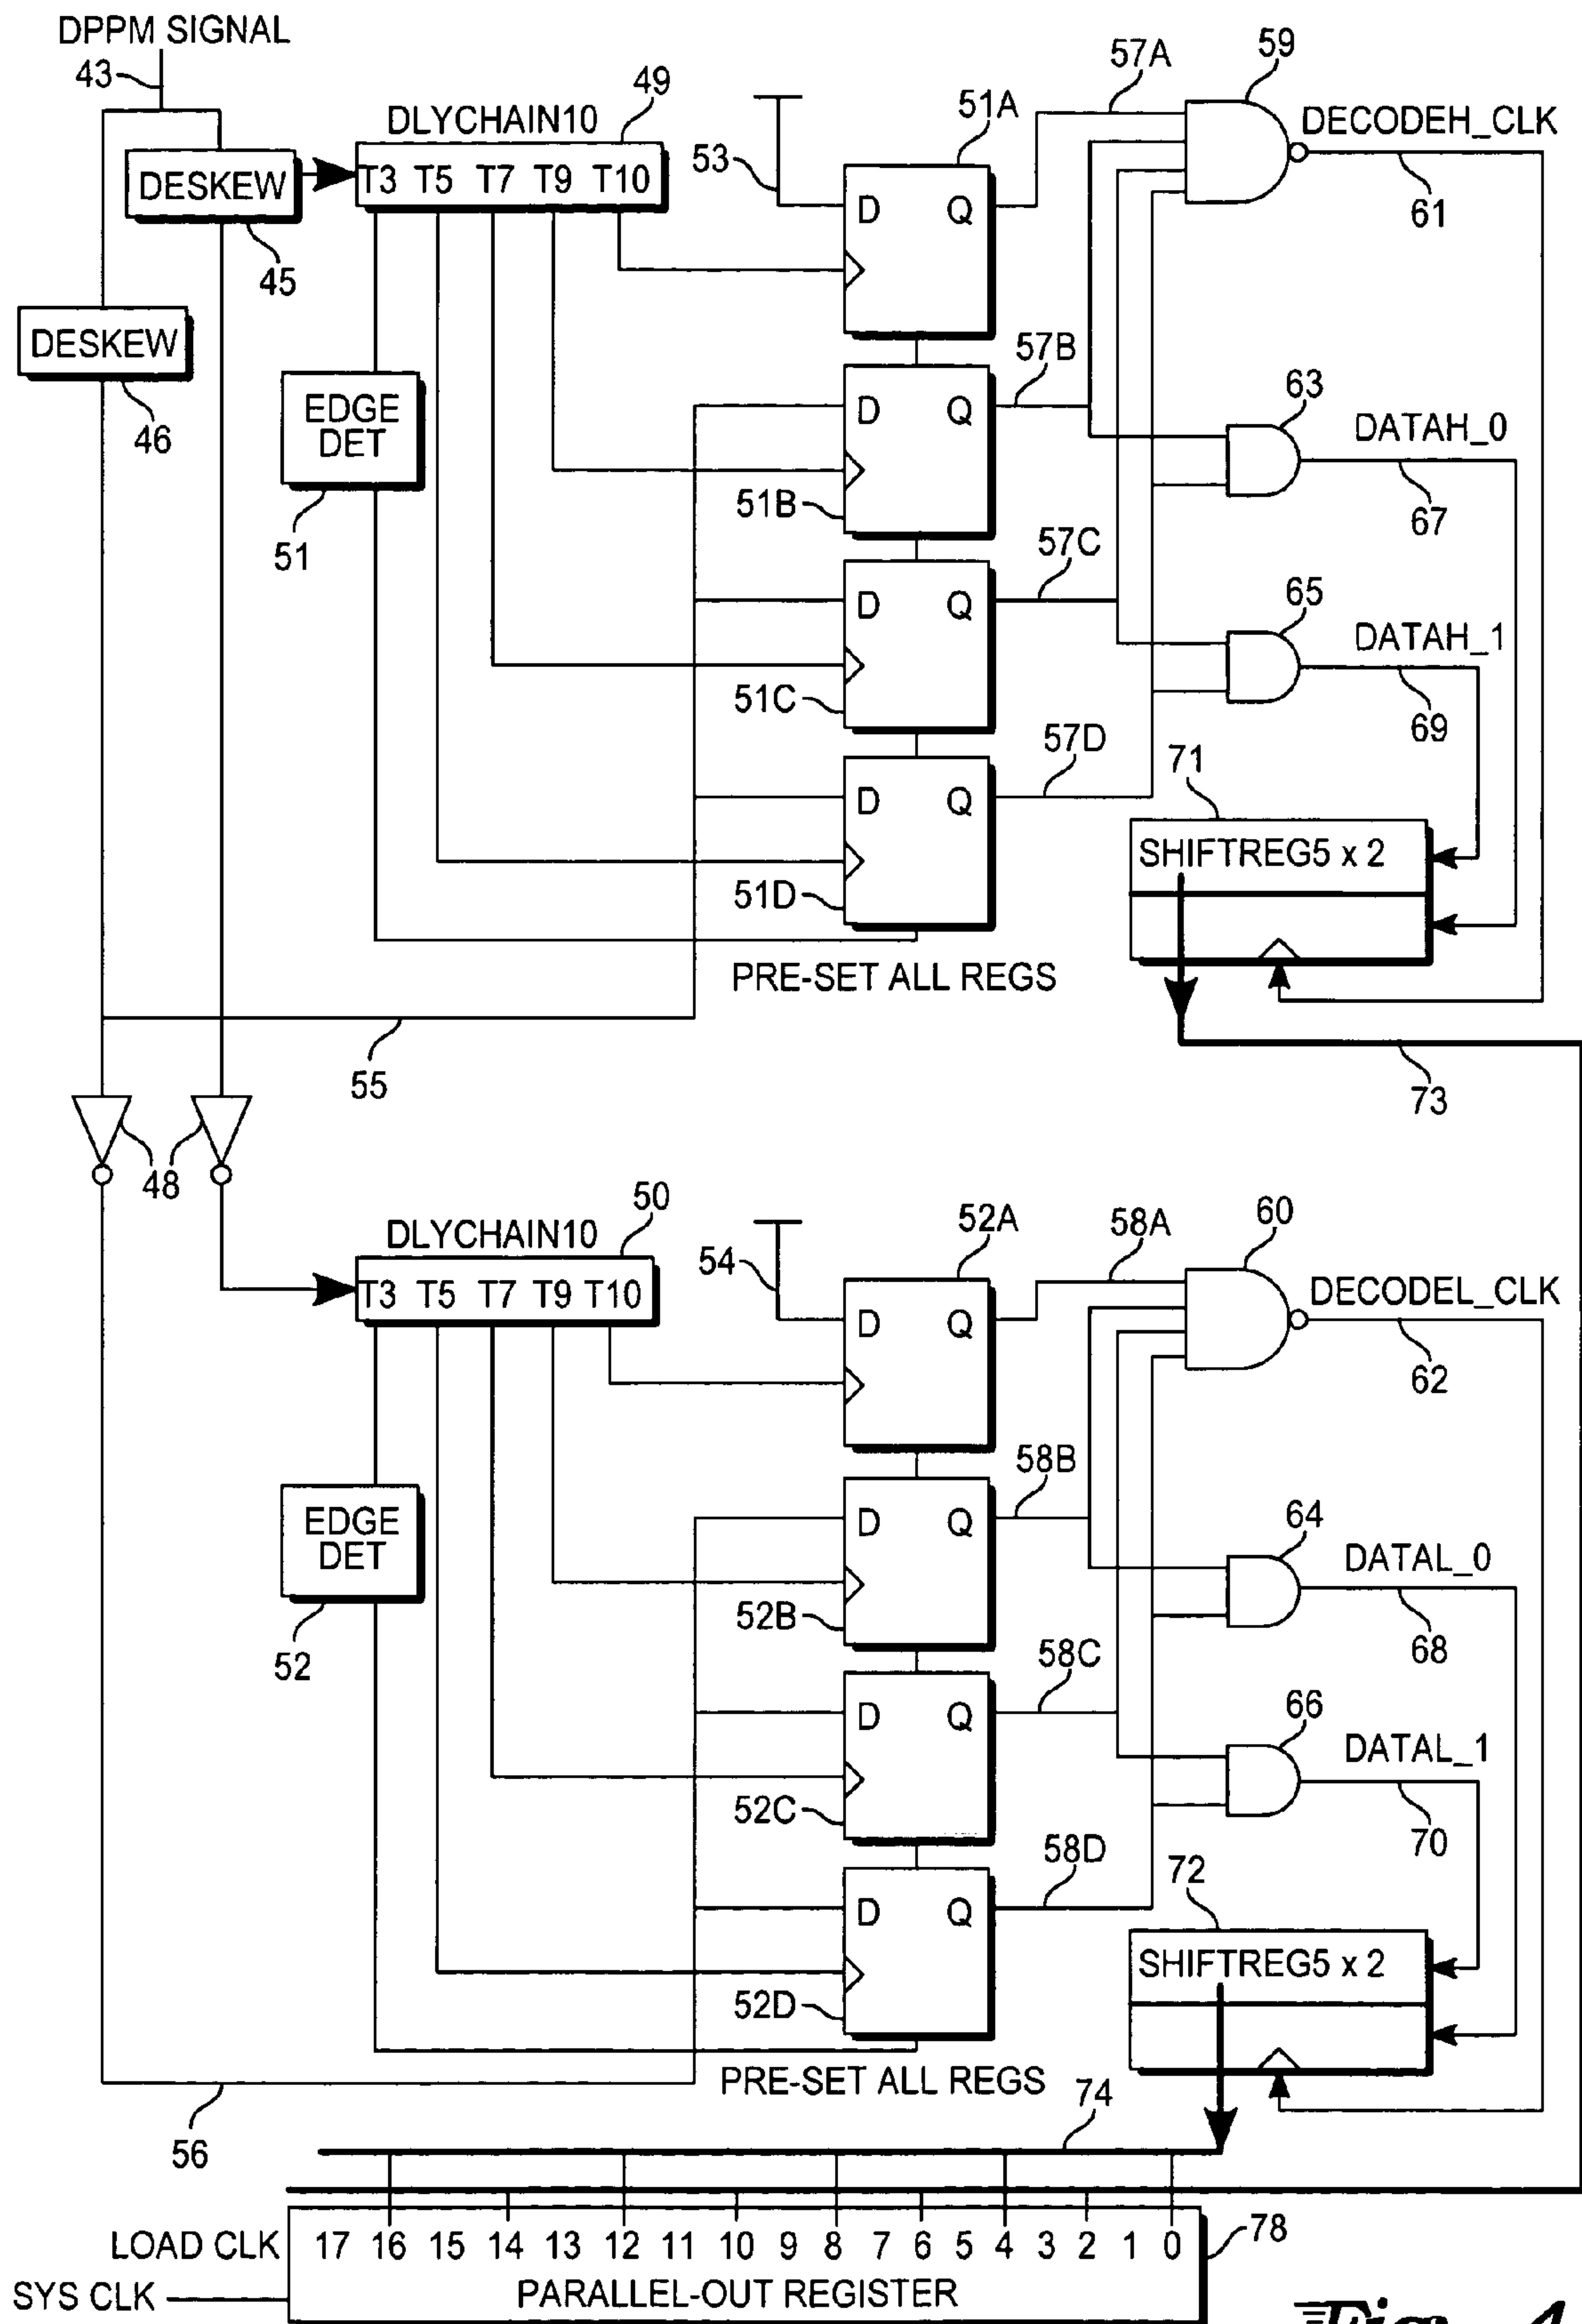 DPPM SIGNAL
43
DESKEW
45
DESKEW
46
DLYCHAIN10
49
T3 T5 T7 T9 T10
EDGE
DET
51
53
51A
D Q
57A
59
DECODEH_CLK
61
D Q
51B
57B
63
DATAH_0
67
D Q
51C
57C
65
DATAH_1
69
D Q
51D
57D
71
SHIFTREG5 x 2
PRE-SET ALL REGS
55
73
48
DLYCHAIN10
50
T3 T5 T7 T9 T10
EDGE
DET
52
54
52A
D Q
58A
60
DECODEL_CLK
62
D Q
52B
58B
64
DATAL_0
68
D Q
52C
58C
66
DATAL_1
70
D Q
52D
58D
72
SHIFTREG5 x 2
PRE-SET ALL REGS
56
74
LOAD CLK
17 16 15 14 13 12 11 10 9 8 7 6 5 4 3 2 1 0
78
SYS CLK
PARALLEL-OUT REGISTER